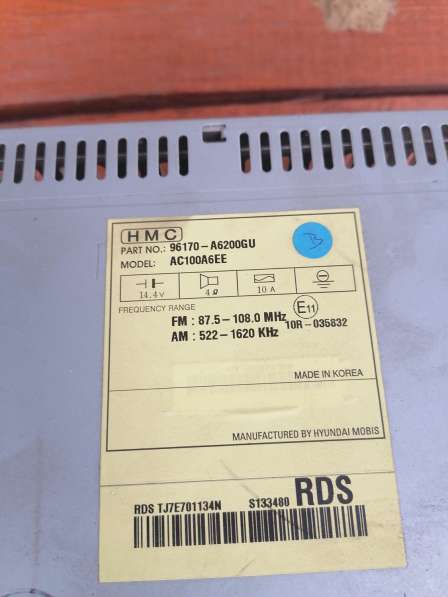 HMC
PART NO.: 96170-A6200GU
MODEL: AC100A6EE
B
14.4V 4Ω 10 A
FREQUENCY RANGE
FM : 87.5-108.0 MHz
E11
10R-035832
AM : 522-1620 KHz
MADE IN KOREA
MANUFACTURED BY HYUNDAI MOBIS
RDS TJ7E701134N S133480 RDS